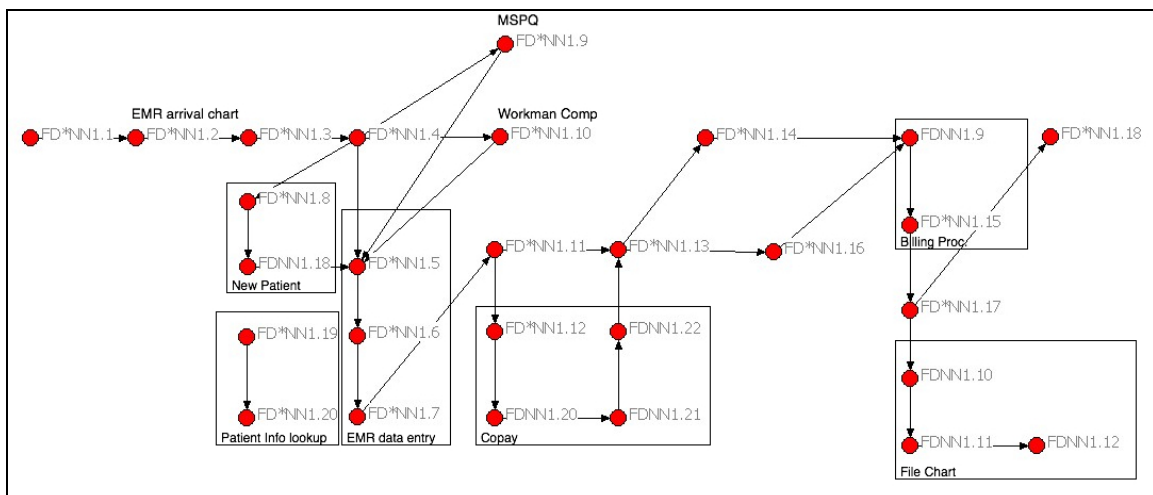 MSPQ
FD*NN1.9
EMR arrival chart
Workman Comp
FD*NN1.1
FD*NN1.2
FD*NN1.3
FD*NN1.4
FD*NN1.10
FD*NN1.14
FDNN1.9
FD*NN1.18
FD*NN1.8
FDNN1.18
New Patient
FD*NN1.19
FD*NN1.20
Patient Info lookup
FD*NN1.5
FD*NN1.6
FD*NN1.7
EMR data entry
FD*NN1.11
FD*NN1.13
FD*NN1.16
FD*NN1.12
FDNN1.22
FDNN1.20
FDNN1.21
Copay
FD*NN1.15
Billing Proc.
FD*NN1.17
FDNN1.10
FDNN1.11
FDNN1.12
File Chart